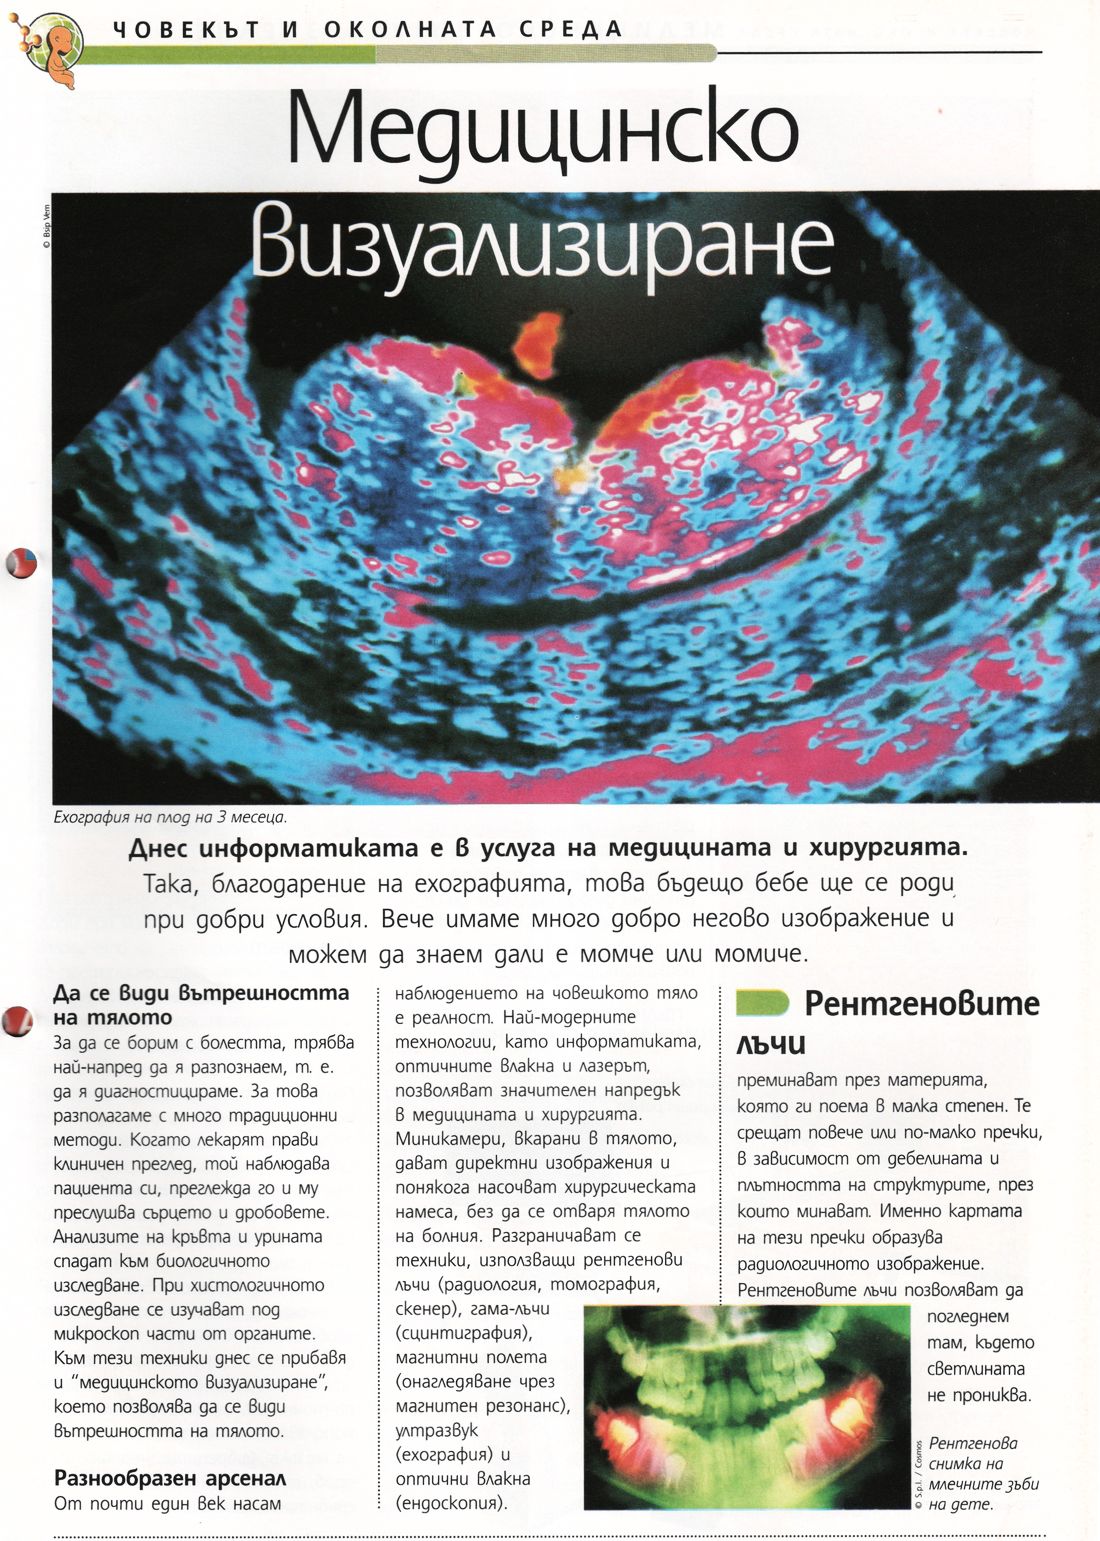 ЧОВЕКЪТ И ОКОЛНАТА СРЕДА
Медицинско
визуализиране
© Bsip Vem
Ехография на плод на 3 месеца.
Днес информатиката е в услуга на медицината и хирургията.
Така, благодарение на ехографията, това бъдещо бебе ще се роди
при добри условия. Вече имаме много добро негово изображение и
можем да знаем дали е момче или момиче.
Да се види вътрешността
на тялото
За да се борим с болестта, трябва
най-напред да я разпознаем, т. е.
да я диагностицираме. За това
разполагаме с много традиционни
методи. Когато лекарят прави
клиничен преглед, той наблюдава
пациента си, преглежда го и му
преслушва сърцето и дробовете.
Анализите на кръвта и урината
спадат към биологичното
изследване. При хистологичното
изследване се изучават под
микроскоп части от органите.
Към тези техники днес се прибавя
и “медицинското визуализиране”,
което позволява да се види
вътрешността на тялото.
Разнообразен арсенал
От почти един век насам
наблюдението на човешкото тяло
е реалност. Най-модерните
технологии, като информатиката,
оптичните влакна и лазерът,
позволяват значителен напредък
в медицината и хирургията.
Миникамери, вкарани в тялото,
дават директни изображения и
понякога насочват хирургическата
намеса, без да се отваря тялото
на болния. Разграничават се
техники, използващи рентгенови
лъчи (радиология, томография,
скенер), гама-лъчи
(сцинтиграфия),
магнитни полета
(онагледяване чрез
магнитен резонанс),
ултразвук
(ехография) и
оптични влакна
(ендоскопия).
Рентгеновите
лъчи
преминават през материята,
която ги поема в малка степен. Те
срещат повече или по-малко пречки,
в зависимост от дебелината и
плътността на структурите, през
които минават. Именно картата
на тези пречки образува
радиологичното изображение.
Рентгеновите лъчи позволяват да
погледнем
там, където
светлината
не прониква.
© S.p.l. / Cosmos
Рентгенова
снимка на
млечните зъби
на дете.